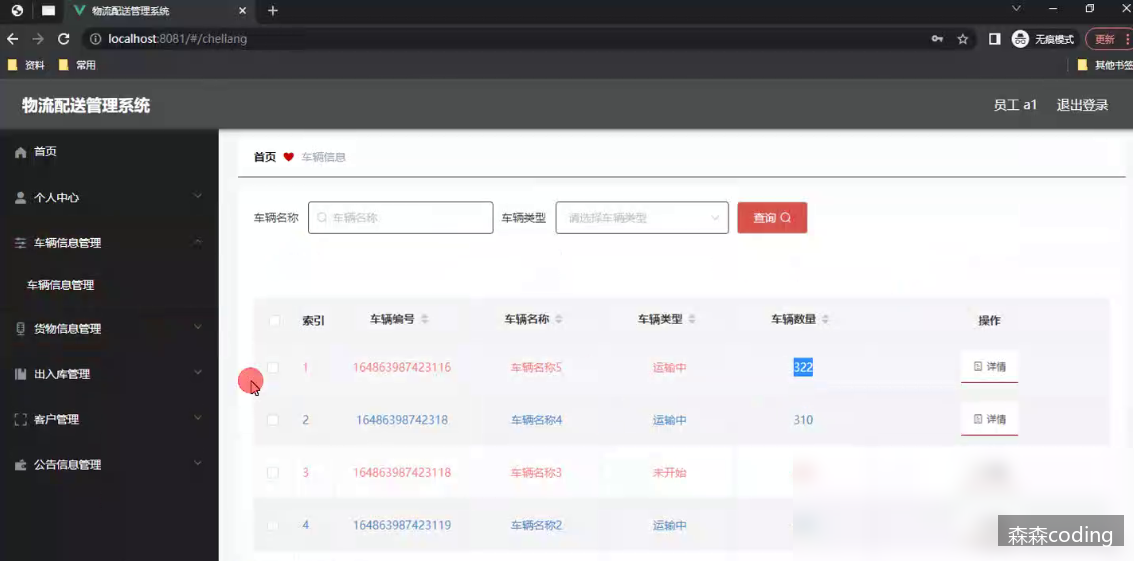 物流配送管理系统
localhost:8081/#/cheliang
无痕模式
更新
资料
常用
其他书签
物流配送管理系统
员工 a1
退出登录
首页
个人中心
车辆信息管理
车辆信息管理
货物信息管理
出入库管理
客户管理
公告信息管理
首页 车辆信息
车辆名称 车辆名称 车辆类型 请选择车辆类型 查询
索引 车辆编号 车辆名称 车辆类型 车辆数量 操作
1 164863987423116 车辆名称5 运输中 322 详情
2 16486398742318 车辆名称4 运输中 310 详情
3 164863987423118 车辆名称3 未开始
4 164863987423119 车辆名称2 运输中
森森coding